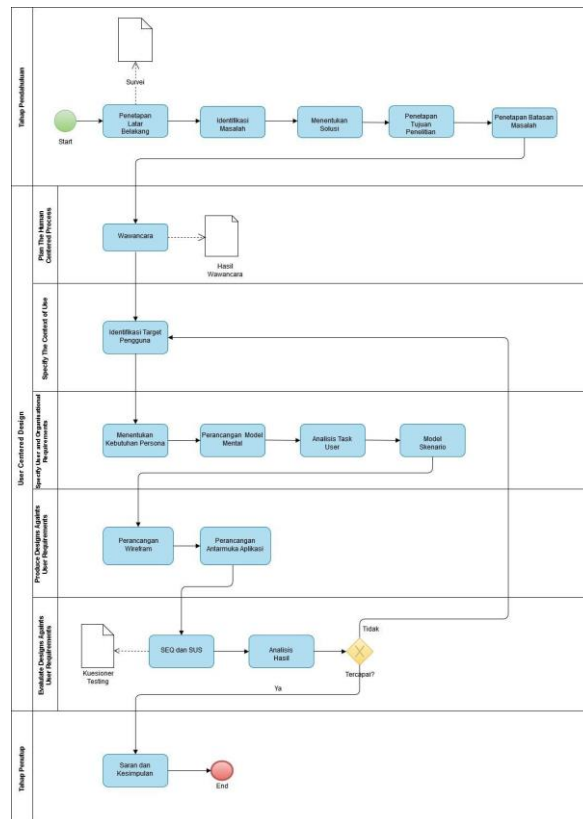 Tahap Pendahuluan
Survei
Start
Penetapan
Latar
Belakang
Identifikasi
Masalah
Menentukan
Solusi
Penetapan
Tujuan
Penelitian
Penetapan Batasan
Masalah
User Centered Design
Plan The Human
Centered Process
Wawancara
Hasil
Wawancara
Specify The Context of Use
Identifikasi Target
Pengguna
Specify User and Organisational
Requirements
Menentukan
Kebutuhan Persona
Perancangan Model
Mental
Analisis Task
User
Model
Skenario
Produce Designs Againts
User Requirements
Perancangan
Wirefram
Perancangan
Antarmuka Aplikasi
Evalutate Designs Againts
User Requirements
Kuesioner
Testing
SEQ dan SUS
Analisis
Hasil
Tidak
Tercapai?
Ya
Tahap Penutup
Saran dan
Kesimpulan
End